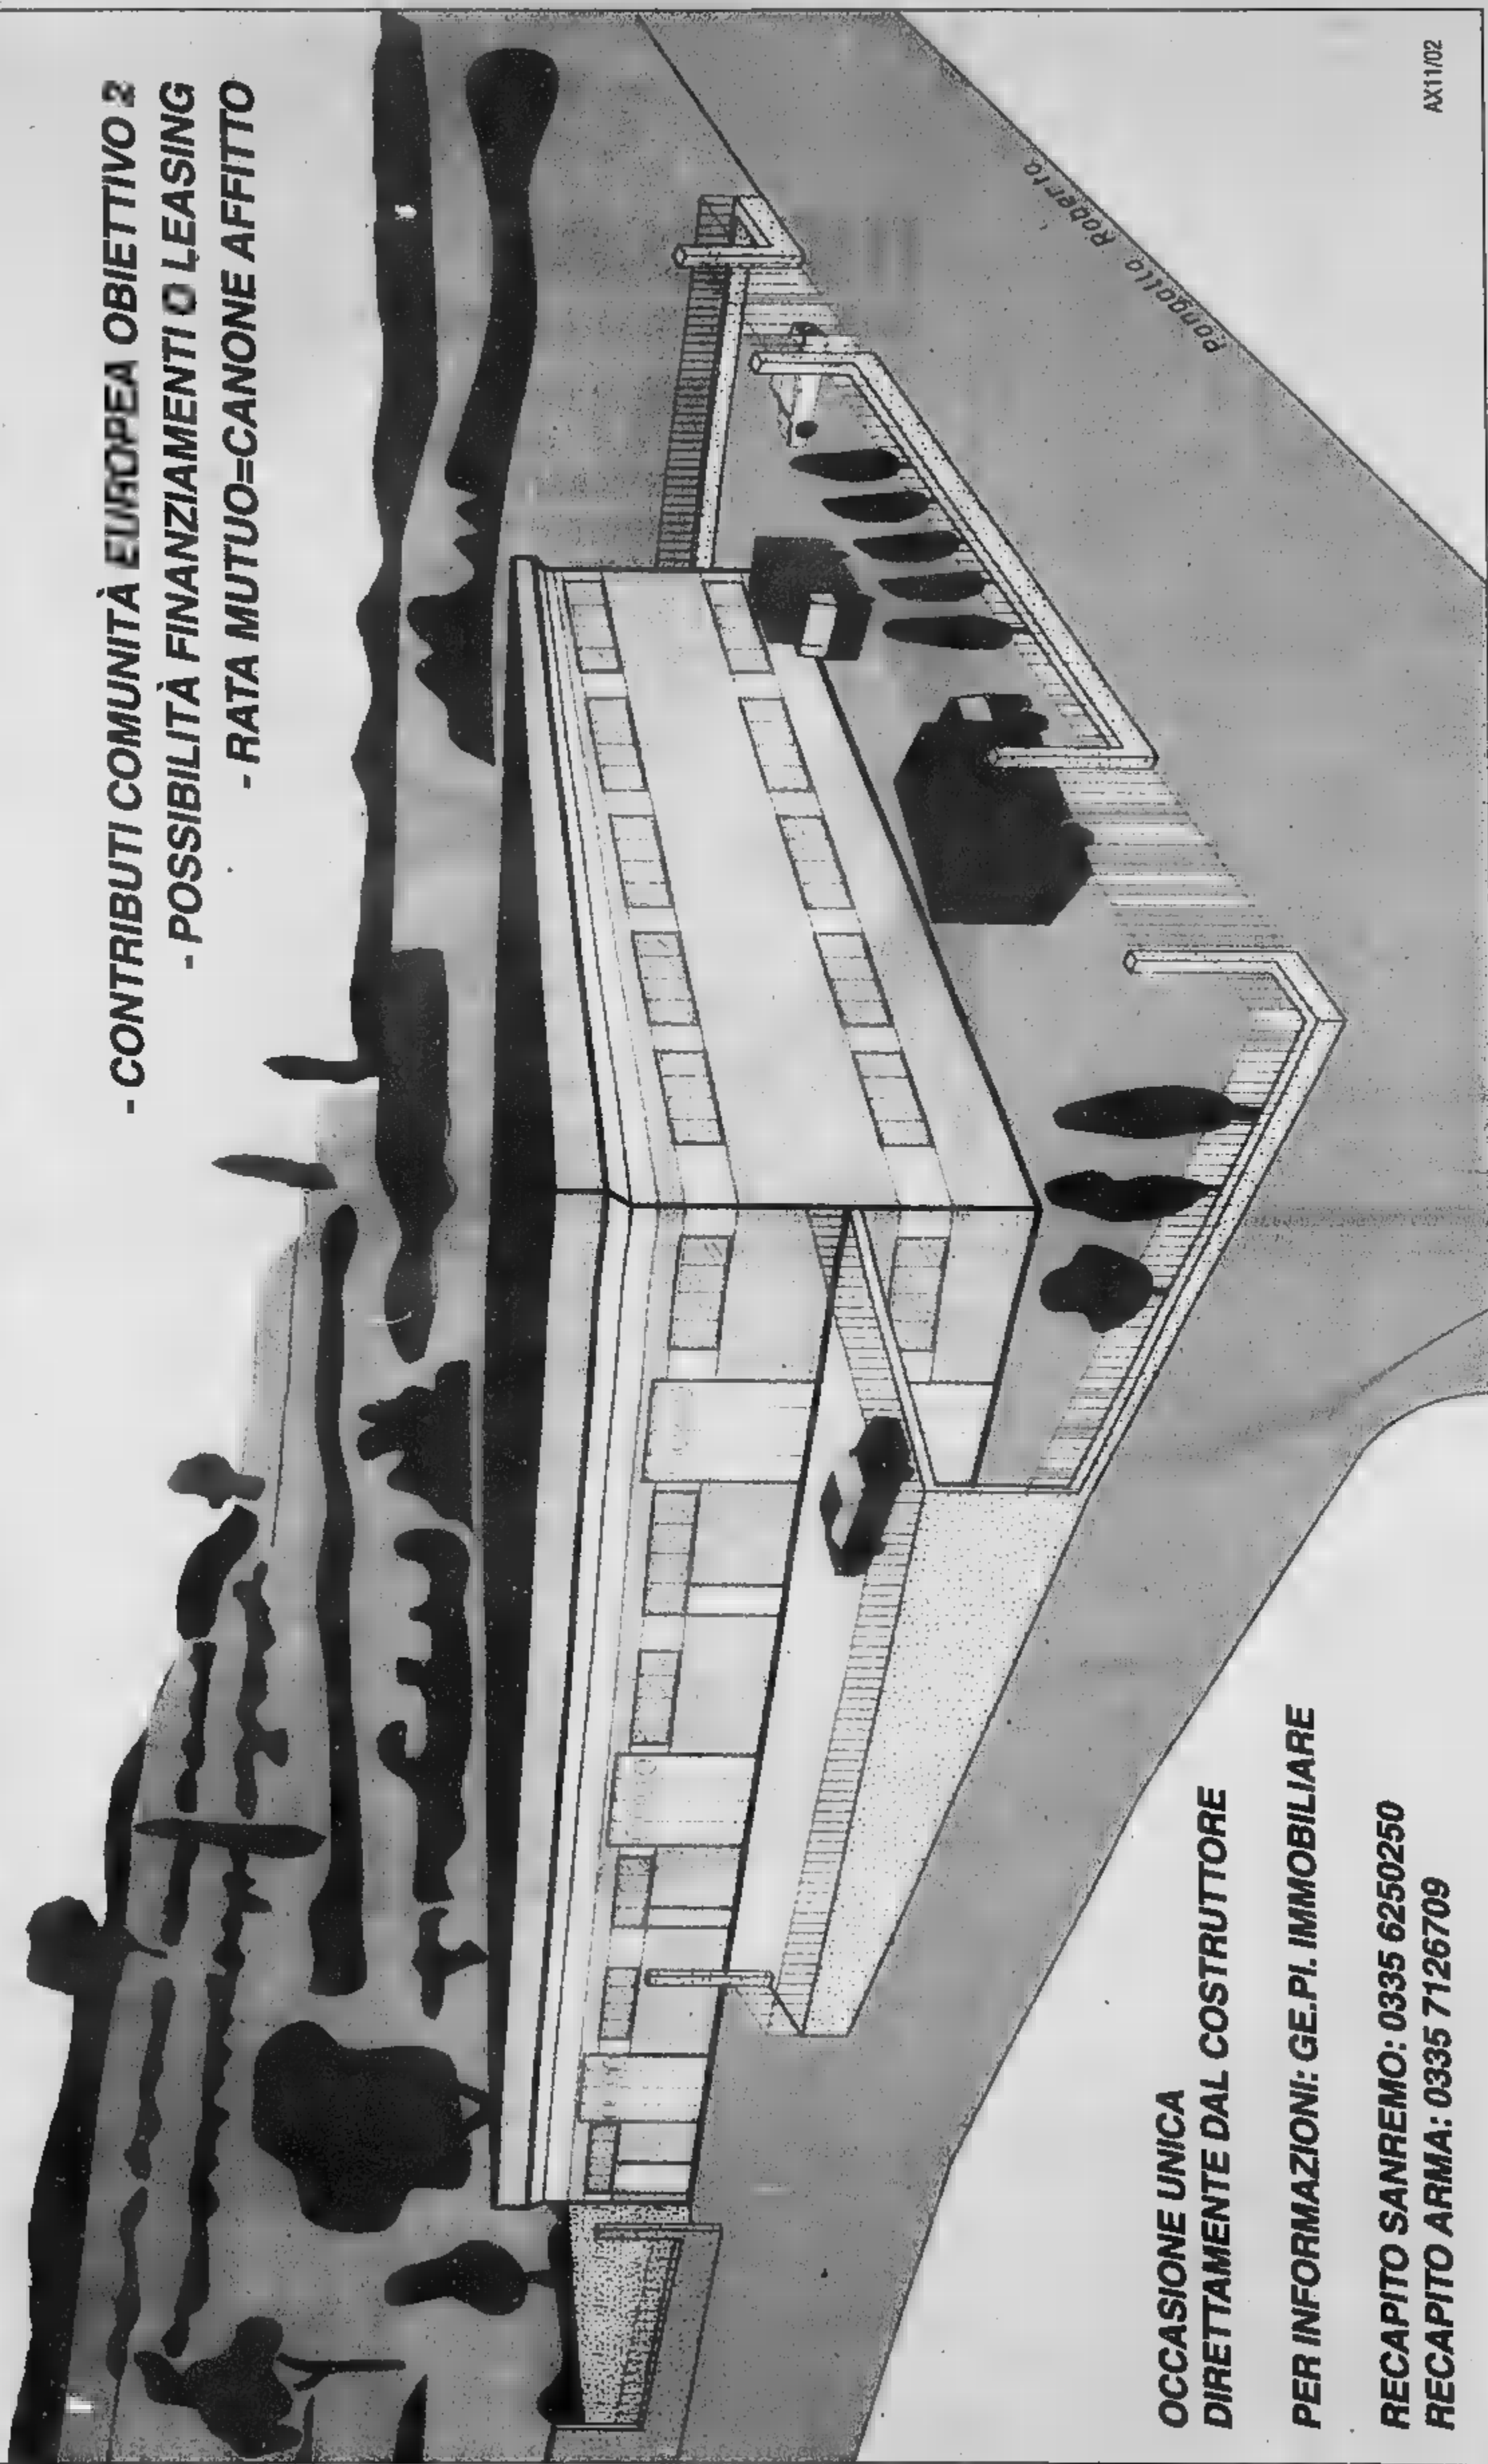 - CONTRIBUTI COMUNITÀ EUROPEA OBIETTIVO 2
- POSSIBILITÀ FINANZIAMENTI O LEASING
- RATA MUTUO=CANONE AFFITTO
Pongolla Roberto
OCCASIONE UNICA
DIRETTAMENTE DAL COSTRUTTORE
PER INFORMAZIONI: GE.PI. IMMOBILIARE
RECAPITO SANREMO: 0335 6250250
RECAPITO ARMA: 0335 7126709
AX11/02